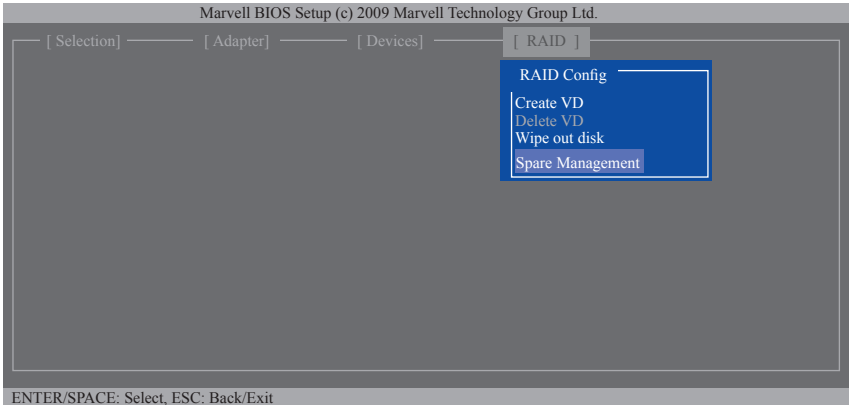 Marvell BIOS Setup (c) 2009 Marvell Technology Group Ltd.
[ Selection] [ Adapter] [ Devices] [ RAID ]
RAID Config
Create VD
Delete VD
Wipe out disk
Spare Management
ENTER/SPACE: Select, ESC: Back/Exit